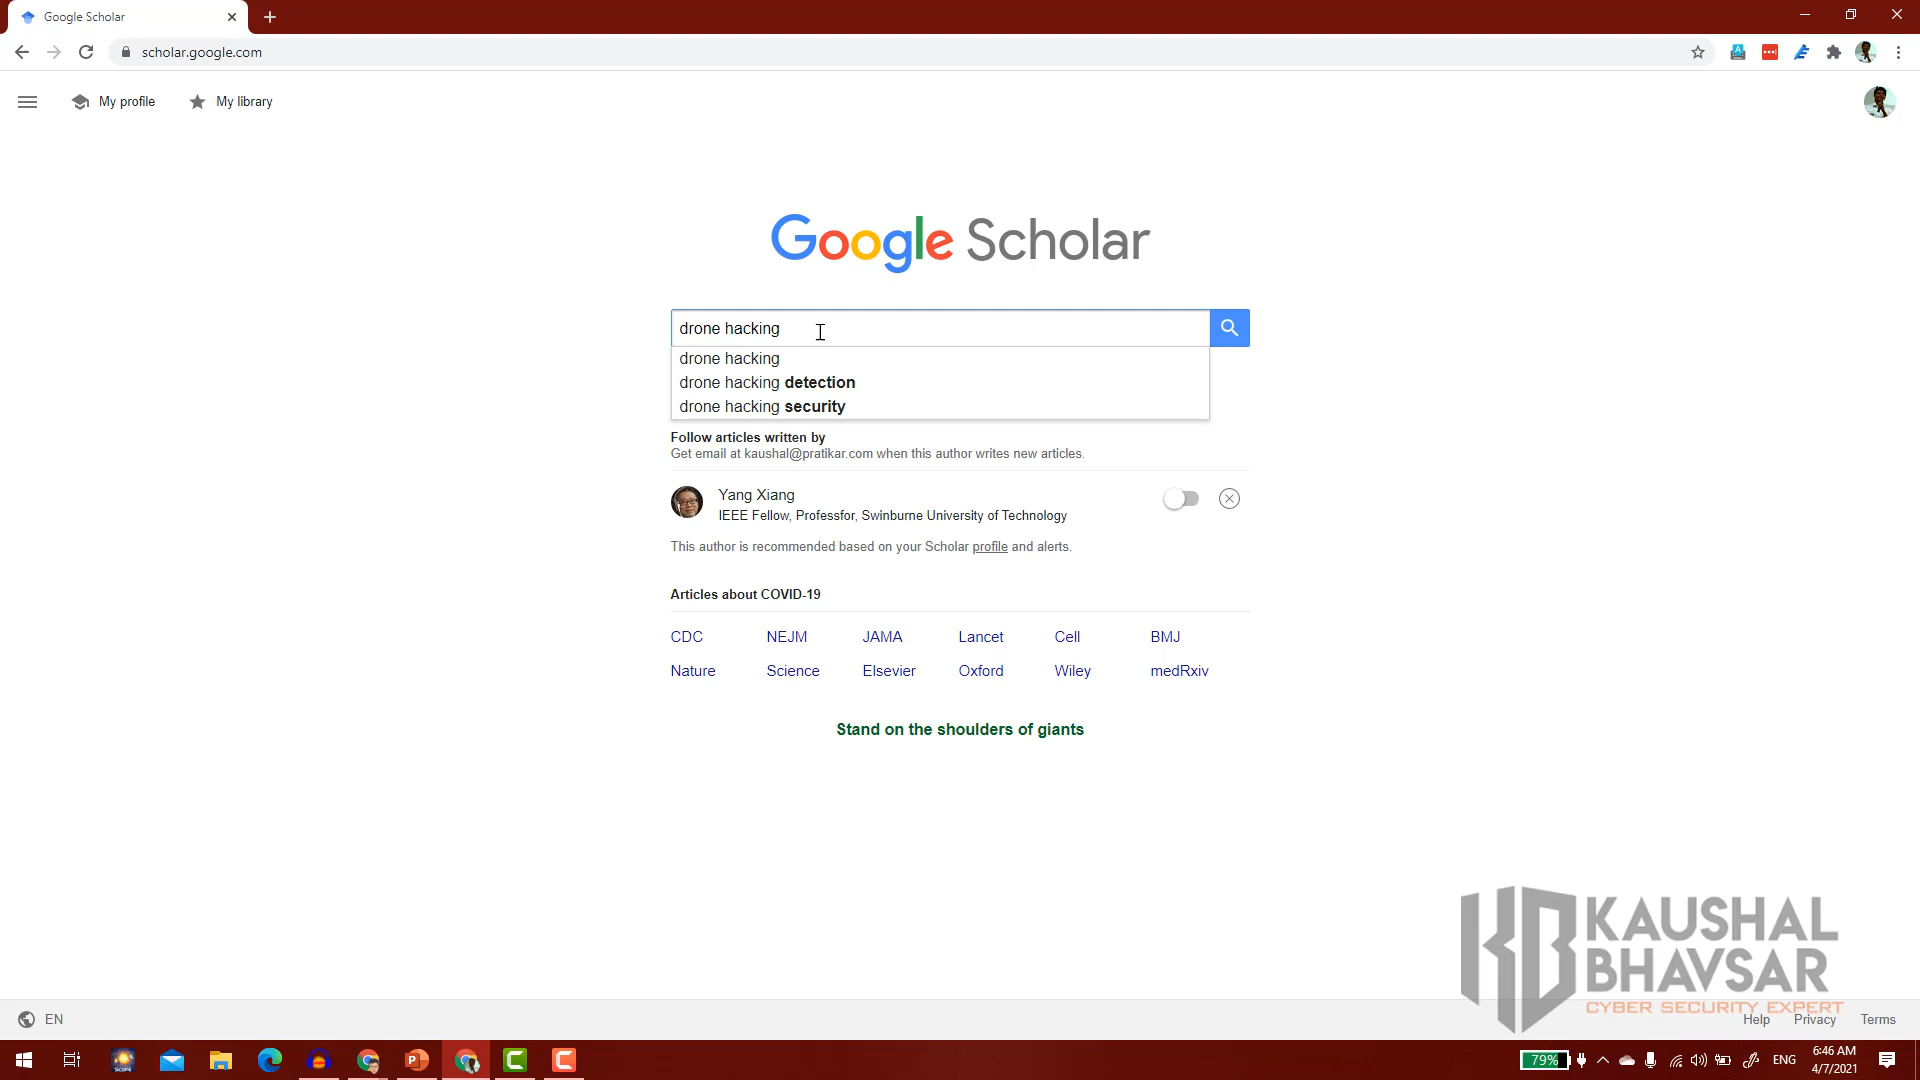 Google Scholar
scholar.google.com
My profile
My library
Google Scholar
drone hacking
drone hacking
drone hacking detection
drone hacking security
Follow articles written by
Get email at kaushal@pratikar.com when this author writes new articles.
Yang Xiang
IEEE Fellow, Professfor, Swinburne University of Technology
This author is recommended based on your Scholar profile and alerts.
Articles about COVID-19
CDC NEJM JAMA Lancet Cell BMJ
Nature Science Elsevier Oxford Wiley medRxiv
Stand on the shoulders of giants
KB KAUSHAL
BHAVSAR
CYBER SECURITY EXPERT
EN
Help Privacy Terms
79%
ENG
6:46 AM
4/7/2021